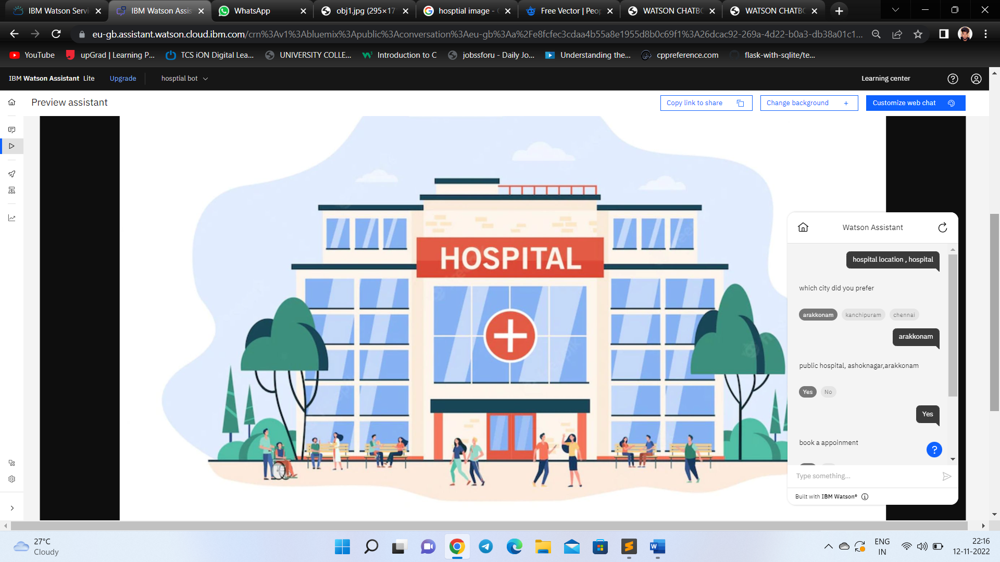 IBM Watson Servi
IBM Watson Assis
WhatsApp
obj1.jpg (295×17
hosptial image -
Free Vector | Peop
WATSON CHATBO
WATSON CHATBO
eu-gb.assistant.watson.cloud.ibm.com/crn%3Av1%3Abluemix%3Apublic%3Aconversation%3Aeu-gb%3Aa%2Fe8fcfec3cdaa4b55a8e1955d8b0c69f1%3A26dcac92-269a-4d22-b0a3-db38a01c1...
YouTube
upGrad | Learning P...
TCS iON Digital Lea...
UNIVERSITY COLLE...
Introduction to C
jobssforu - Daily Jo...
Understanding the...
cppreference.com
flask-with-sqlite/te...
IBM Watson Assistant Lite
Upgrade
hosptial bot
Learning center
Preview assistant
Copy link to share
Change background +
Customize web chat
HOSPITAL
Watson Assistant
hospital location , hospital
which city did you prefer
arakkonam
kanchipuram
chennai
arakkonam
public hospital, ashoknagar,arakkonam
Yes
No
Yes
book a appoinment
Type something...
Built with IBM Watson®
27°C
Cloudy
ENG
IN
22:16
12-11-2022